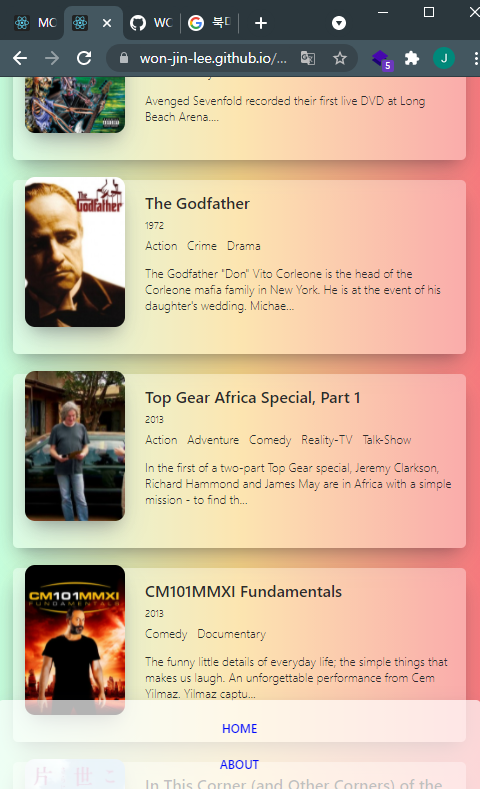 MC
WC
북미
won-jin-lee.github.io/...
5
J
Avenged Sevenfold recorded their first live DVD at Long
Beach Arena....
The
Godfather
The Godfather
1972
Action Crime Drama
The Godfather "Don" Vito Corleone is the head of the
Corleone mafia family in New York. He is at the event of his
daughter's wedding. Michae...
Top Gear Africa Special, Part 1
2013
Action Adventure Comedy Reality-TV Talk-Show
In the first of a two-part Top Gear special, Jeremy Clarkson,
Richard Hammond and James May are in Africa with a simple
mission - to find th...
CM101MMXI
FUNDAMENTALS
CM101MMXI Fundamentals
2013
Comedy Documentary
The funny little details of everyday life; the simple things that
makes us laugh. An unforgettable performance from Cem
Yilmaz. Yilmaz captu...
HOME
ABOUT
片 世 こ
In This Corner (and Other Corners) of the